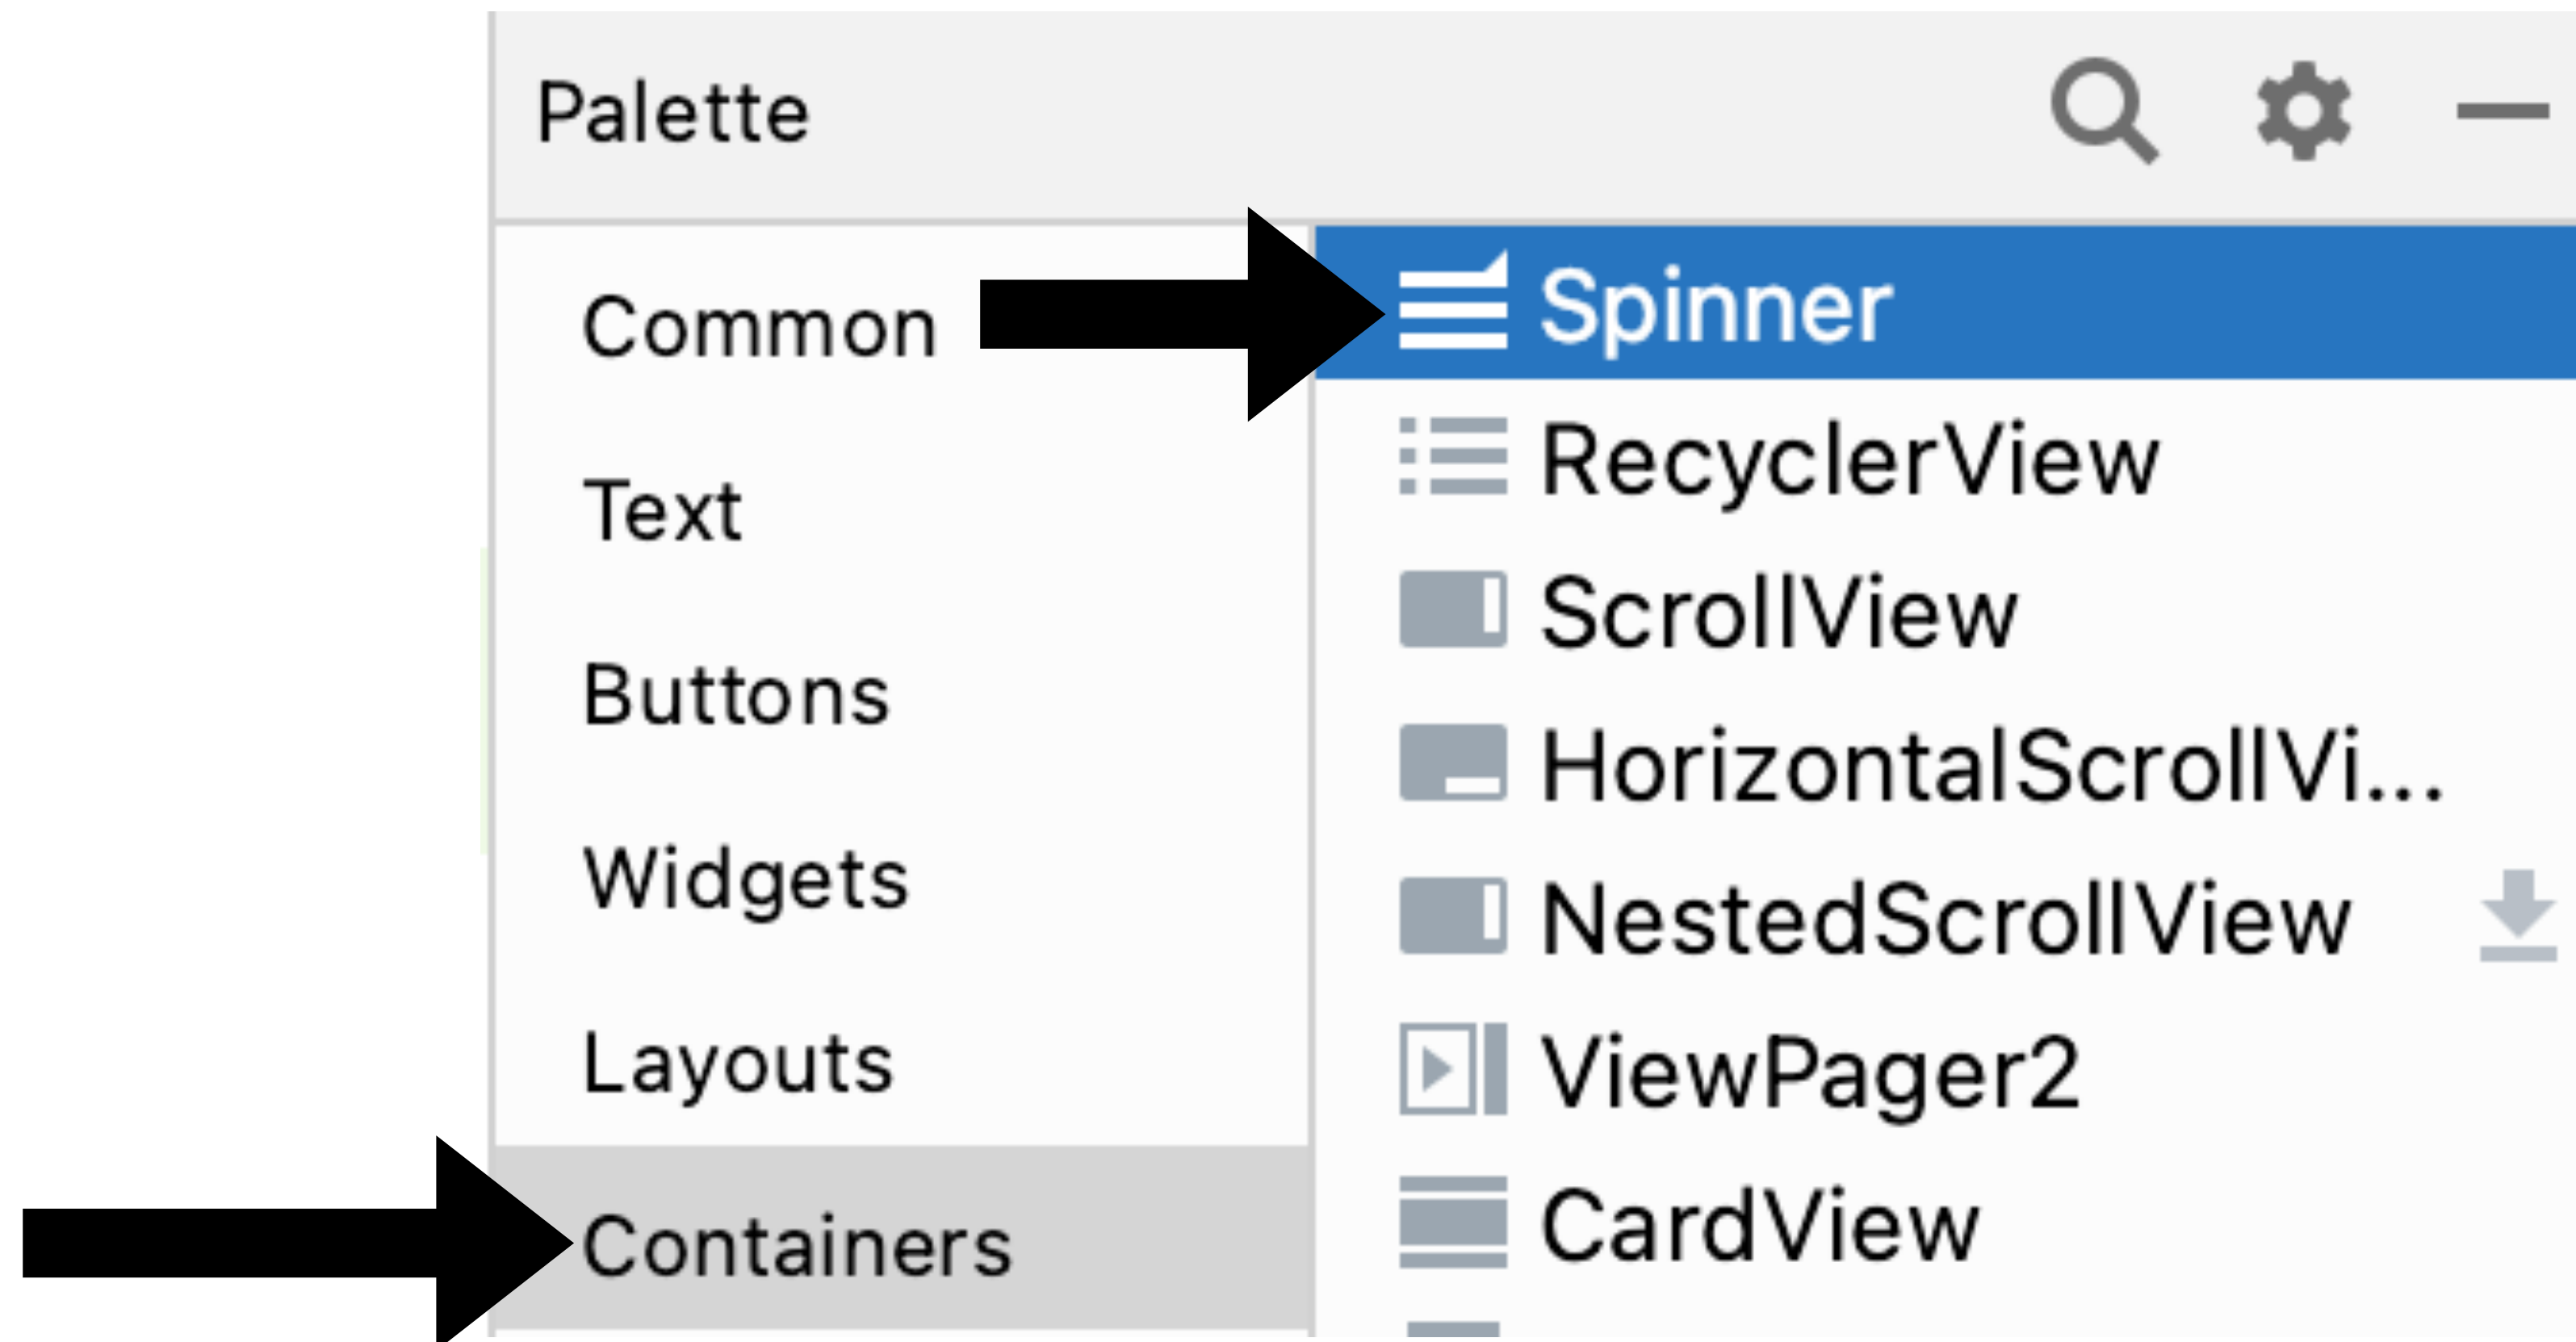 Palette
Common
Text
Buttons
Widgets
Layouts
Containers
Spinner
RecyclerView
ScrollView
HorizontalScrollVi...
NestedScrollView
ViewPager2
CardView